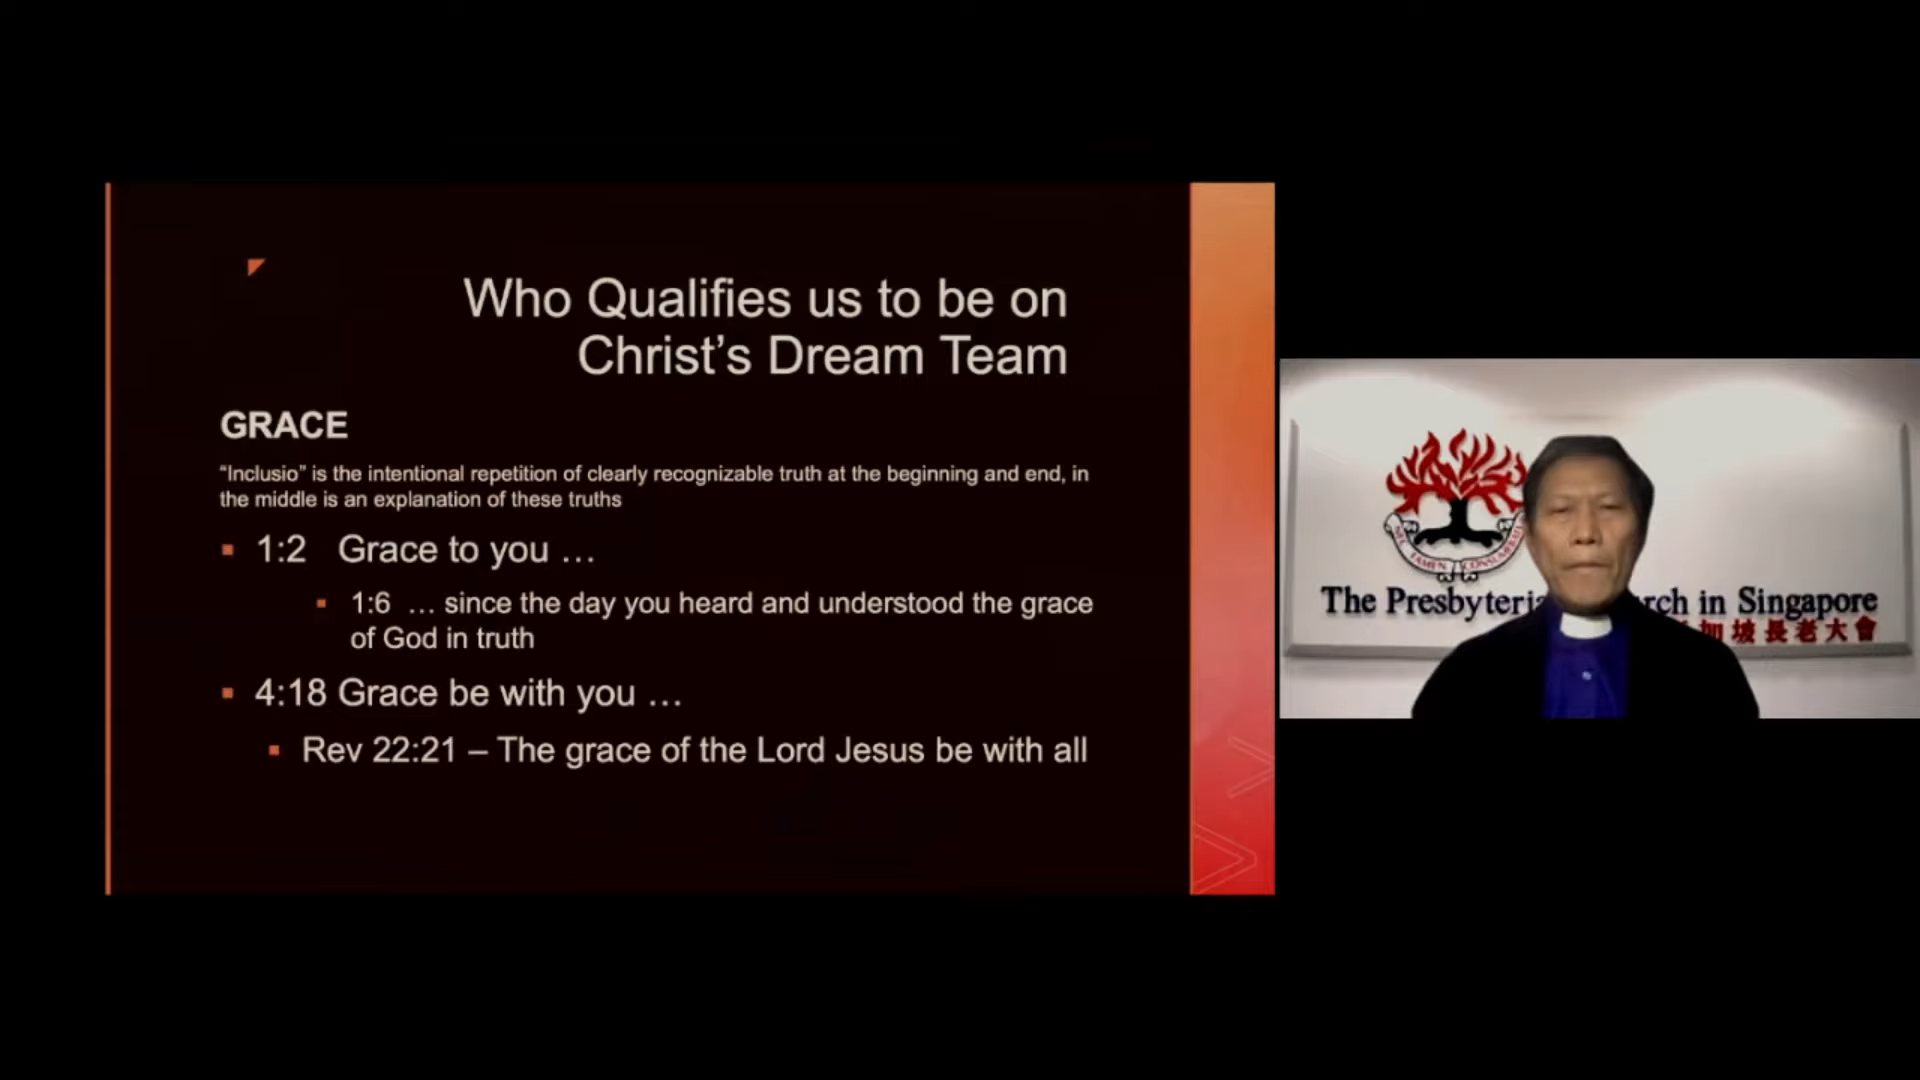 Who Qualifies us to be on
Christ’s Dream Team
GRACE
“Inclusio” is the intentional repetition of clearly recognizable truth at the beginning and end, in
the middle is an explanation of these truths
▪ 1:2 Grace to you …
▪ 1:6 … since the day you heard and understood the grace
of God in truth
▪ 4:18 Grace be with you …
▪ Rev 22:21 – The grace of the Lord Jesus be with all
NEC TAMEN
The Presbyteria rch in Singapore
加坡長老大會